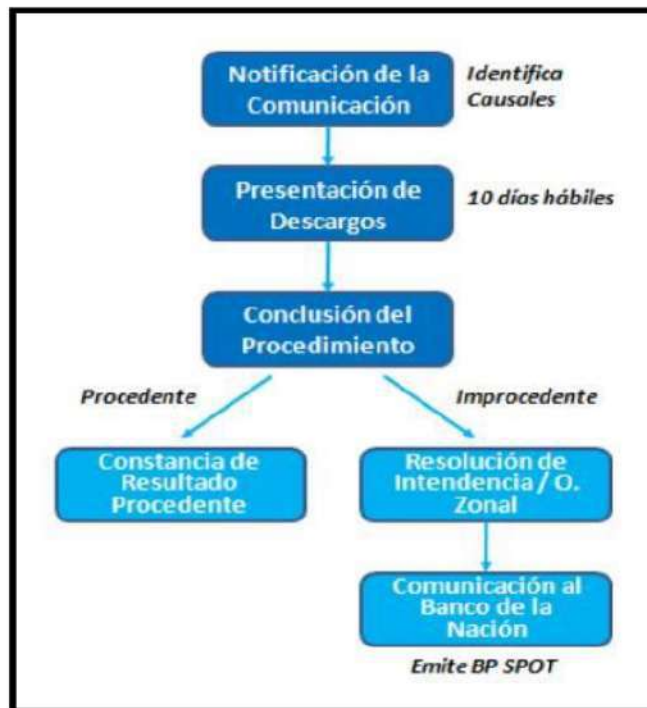 Notificación de la
Comunicación
Identifica
Causales
Presentación de
Descargos
10 días hábiles
Conclusión del
Procedimiento
Procedente
Improcedente
Constancia de
Resultado
Procedente
Resolución de
Intendencia / O.
Zonal
Comunicación al
Banco de la
Nación
Emite BP SPOT